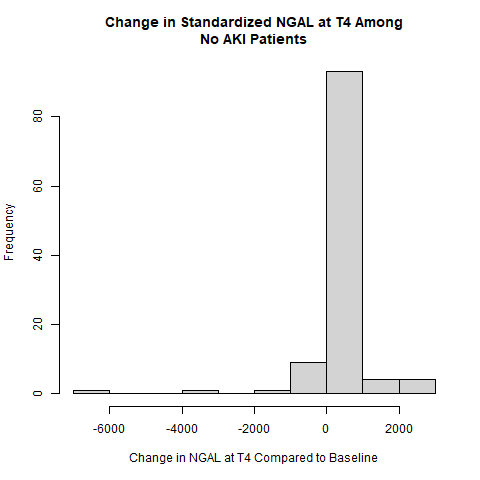 Change in Standardized NGAL at T4 Among
No AKI Patients
Frequency
80
60
40
20
0
-6000
-4000
-2000
0
2000
Change in NGAL at T4 Compared to Baseline